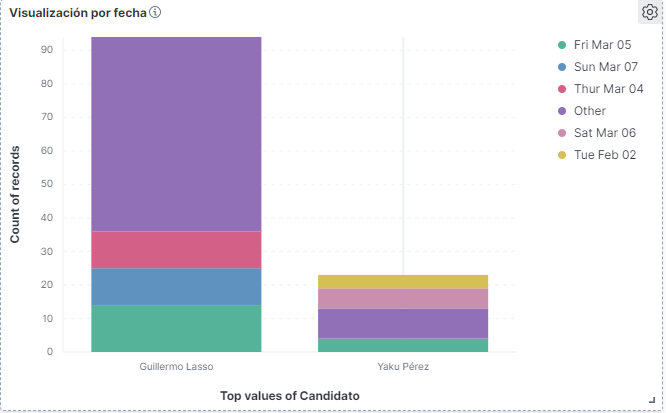 Visualización por fecha
Count of records
90
80
70
60
50
40
30
20
10
0
Guillermo Lasso
Yaku Pérez
Top values of Candidato
Fri Mar 05
Sun Mar 07
Thur Mar 04
Other
Sat Mar 06
Tue Feb 02